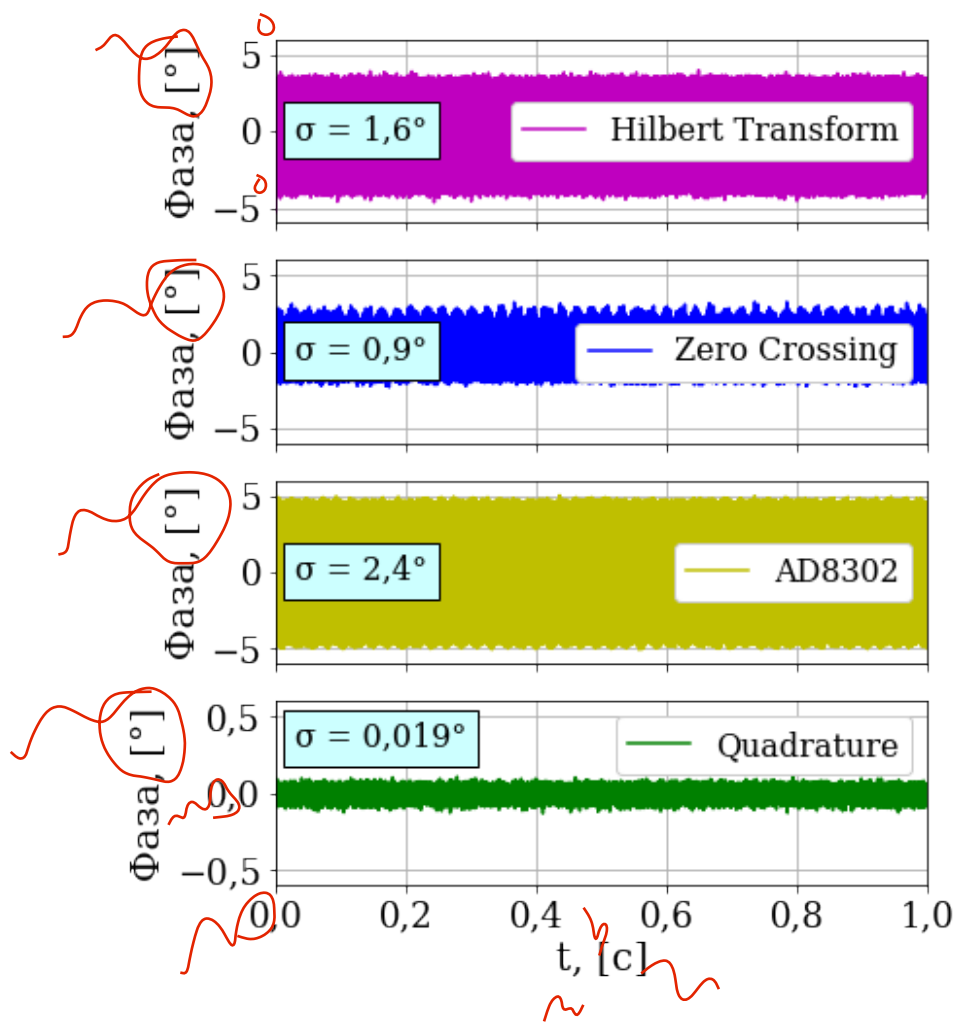 Фаза, [°]
5
0
−5
σ = 1,6°
Hilbert Transform
Фаза, [°]
5
0
−5
σ = 0,9°
Zero Crossing
Фаза, [°]
5
0
−5
σ = 2,4°
AD8302
Фаза, [°]
0,5
0,0
−0,5
σ = 0,019°
Quadrature
0,0 0,2 0,4 0,6 0,8 1,0
t, [c]